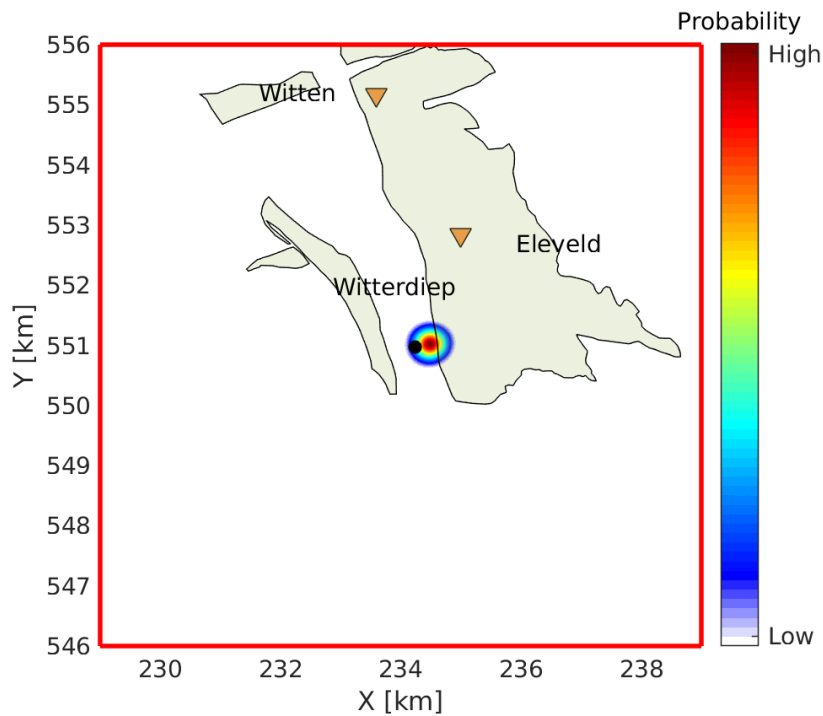 Probability
High
Low
556
555
554
553
552
551
550
549
548
547
546
Y [km]
Witten
Eleveld
Witterdiep
230 232 234 236 238
X [km]